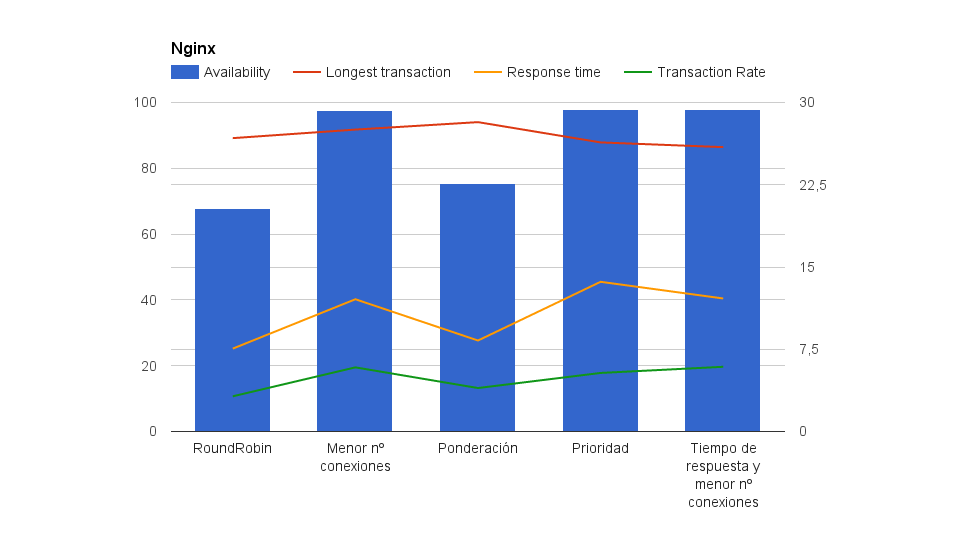 Nginx
Availability Longest transaction Response time Transaction Rate
100 30
80
22,5
60
15
40
7,5
20
0 0
RoundRobin Menor nº Ponderación Prioridad Tiempo de
conexiones respuesta y
menor nº
conexiones